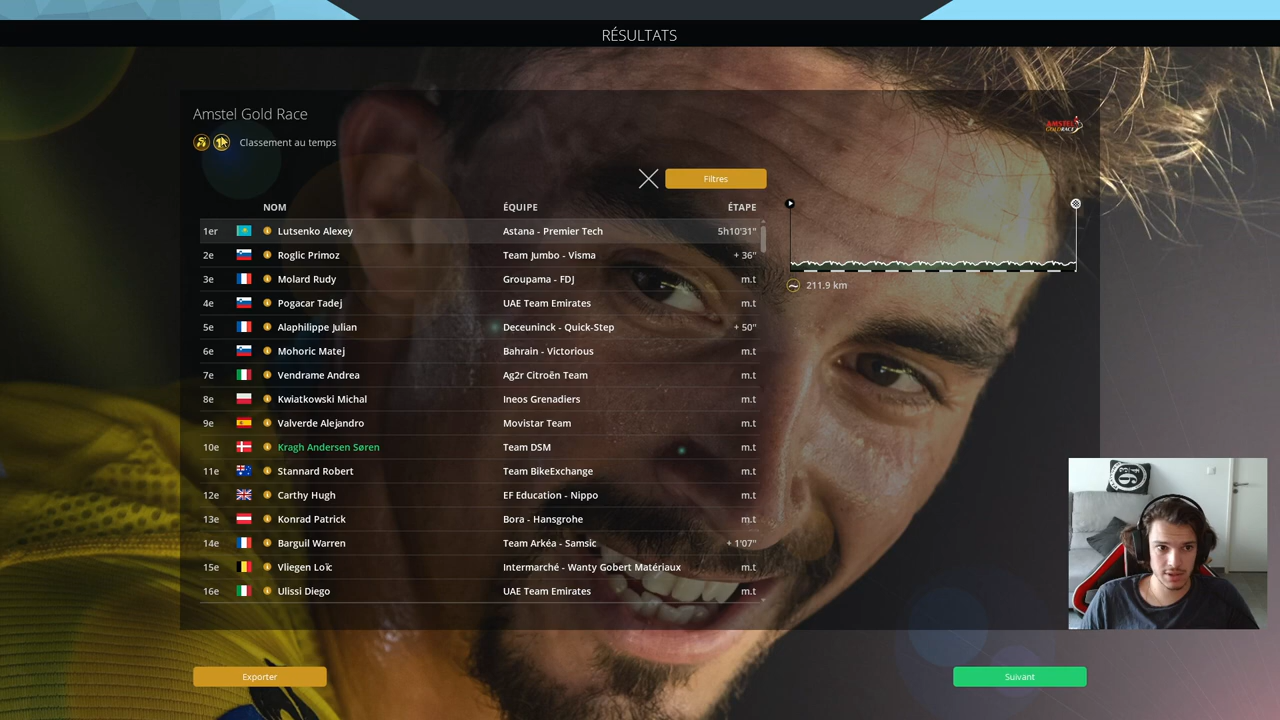 RÉSULTATS
Amstel Gold Race
AMSTEL
GOLD RACE
Classement au temps
Filtres
NOM ÉQUIPE ÉTAPE
1er Lutsenko Alexey Astana - Premier Tech 5h10'31''
2e Roglic Primoz Team Jumbo - Visma + 36''
3e Molard Rudy Groupama - FDJ m.t
4e Pogacar Tadej UAE Team Emirates m.t
5e Alaphilippe Julian Deceuninck - Quick-Step + 50''
6e Mohoric Matej Bahrain - Victorious m.t
7e Vendrame Andrea Ag2r Citroën Team m.t
8e Kwiatkowski Michal Ineos Grenadiers m.t
9e Valverde Alejandro Movistar Team m.t
10e Kragh Andersen Søren Team DSM m.t
11e Stannard Robert Team BikeExchange m.t
12e Carthy Hugh EF Education - Nippo m.t
13e Konrad Patrick Bora - Hansgrohe m.t
14e Barguil Warren Team Arkéa - Samsic + 1'07''
15e Vliegen Loïc Intermarché - Wanty Gobert Matériaux m.t
16e Ulissi Diego UAE Team Emirates m.t
211.9 km
Exporter
Suivant